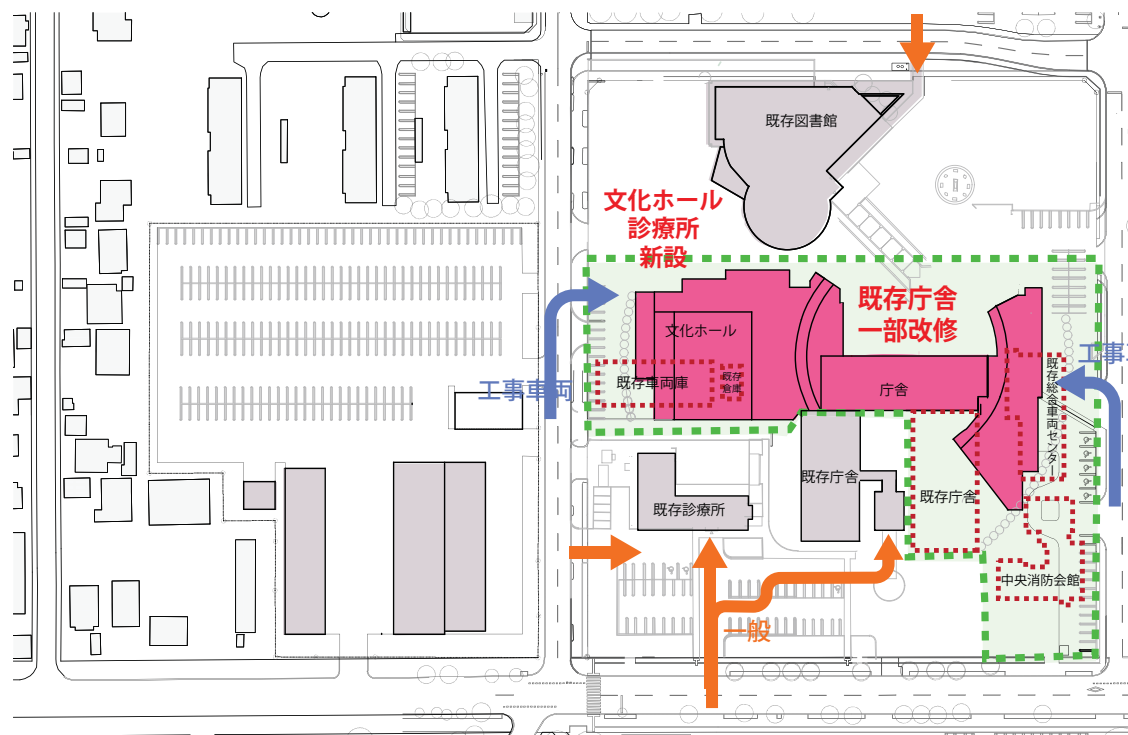 既存図書館
文化ホール
診療所
新設
既存庁舎
一部改修
文化ホール
既存車両庫
既存
倉庫
庁舎
既存総合車両センター
工事車両
工事車
既存庁舎
既存庁舎
既存診療所
中央消防会館
一般